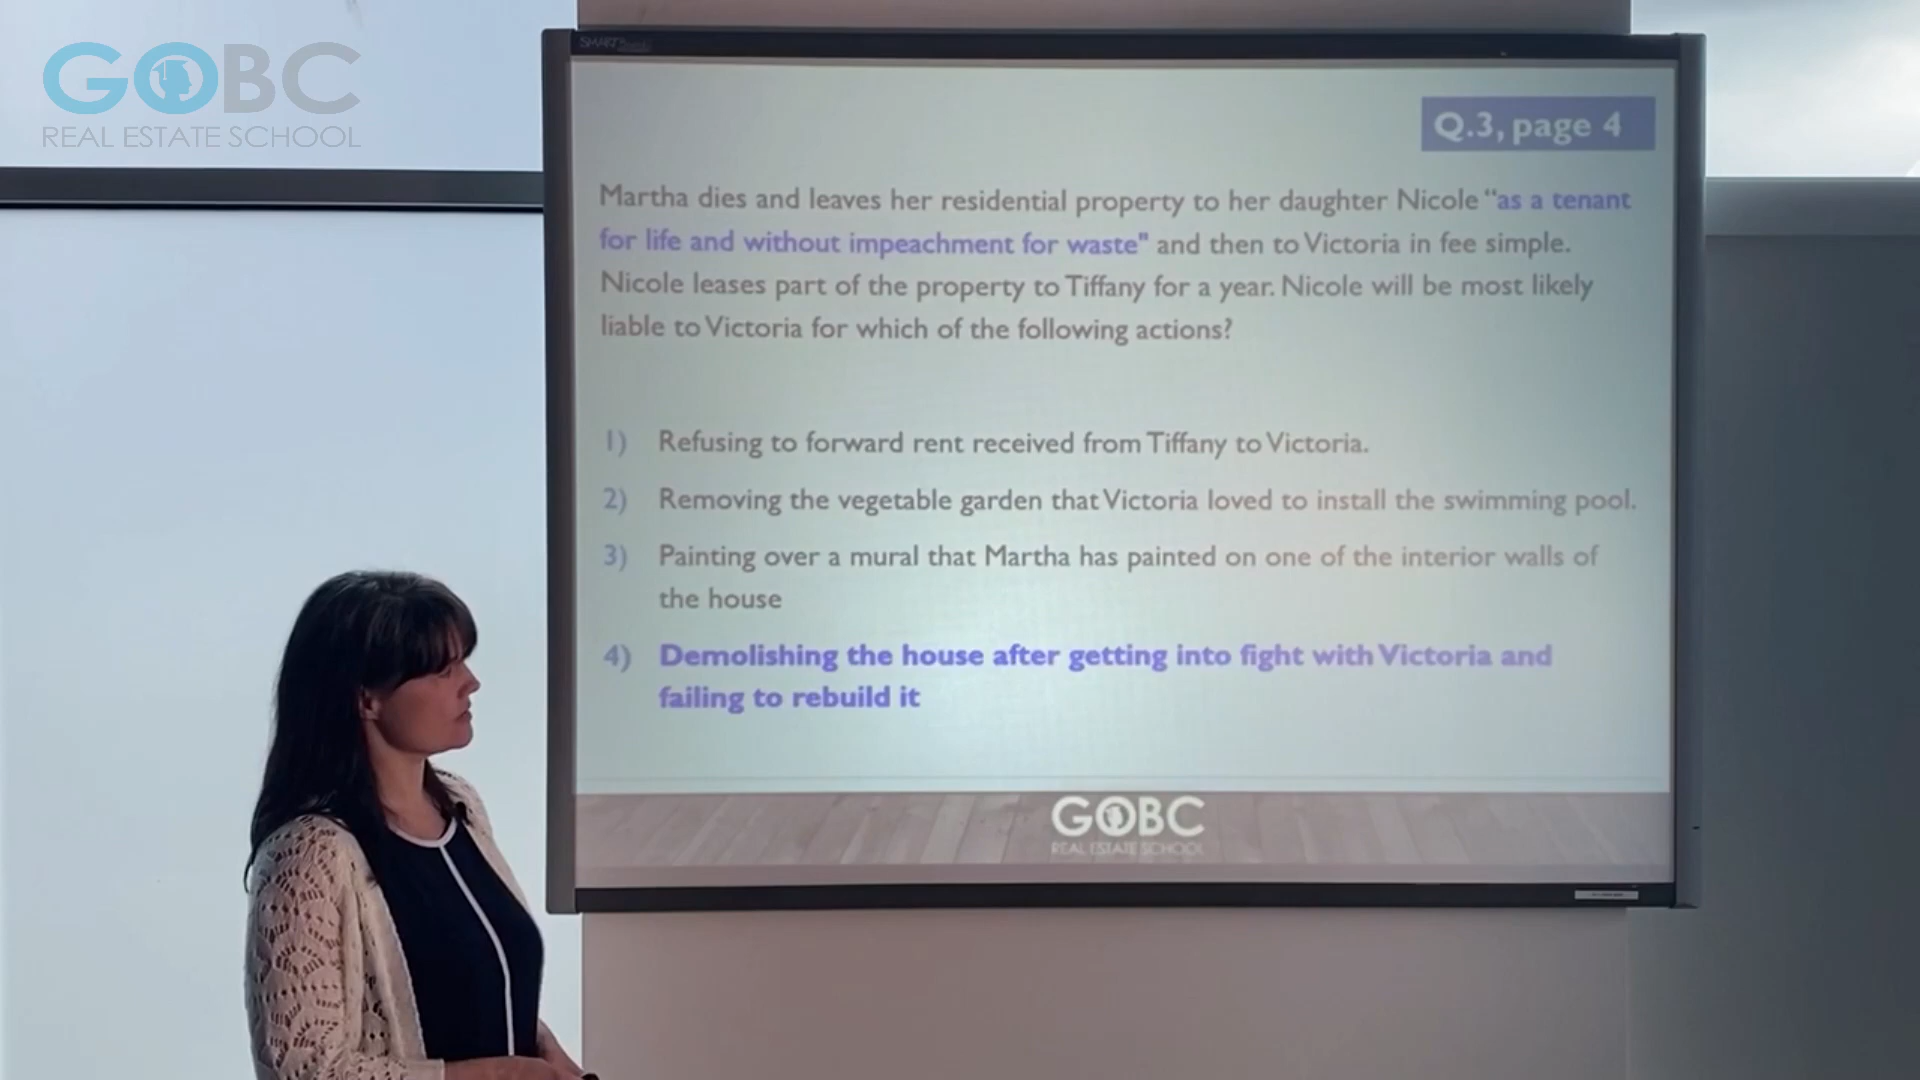 GOBC
REAL ESTATE SCHOOL
SMART
Q.3, page 4
Martha dies and leaves her residential property to her daughter Nicole “as a tenant
for life and without impeachment for waste" and then to Victoria in fee simple.
Nicole leases part of the property to Tiffany for a year. Nicole will be most likely
liable to Victoria for which of the following actions?
1) Refusing to forward rent received from Tiffany to Victoria.
2) Removing the vegetable garden that Victoria loved to install the swimming pool.
3) Painting over a mural that Martha has painted on one of the interior walls of
the house
4) Demolishing the house after getting into fight with Victoria and
failing to rebuild it
GOBC
REAL ESTATE SCHOOL